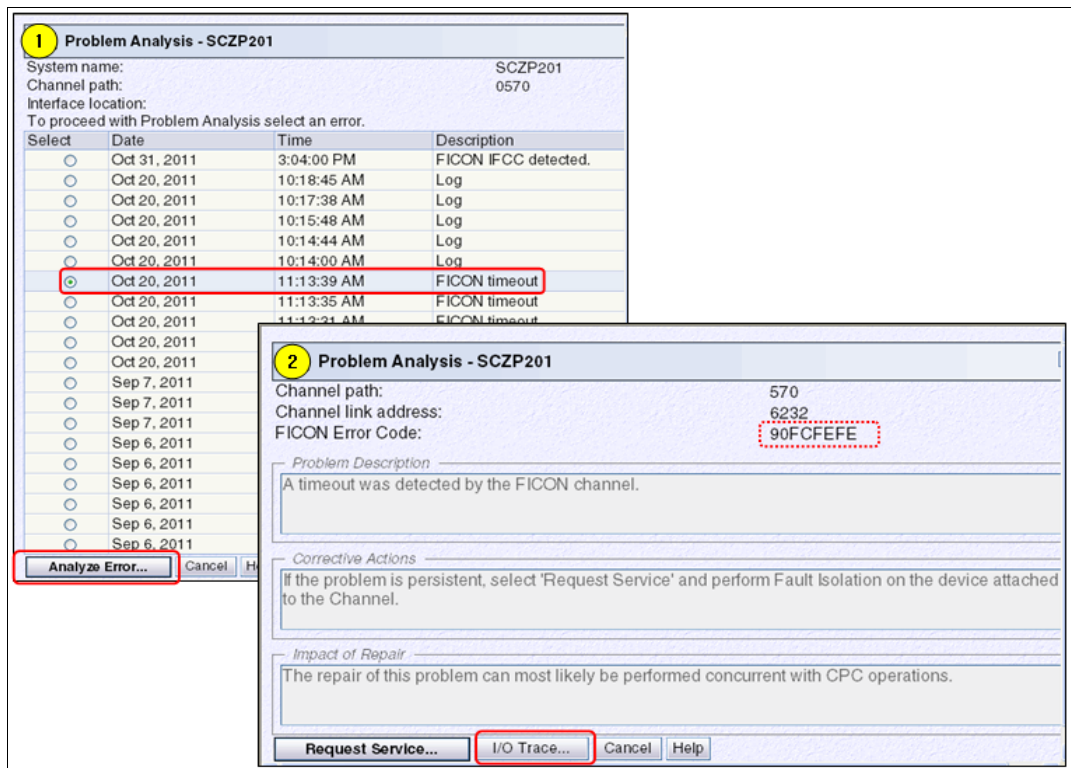 1 Problem Analysis - SCZP201
System name: SCZP201
Channel path: 0570
Interface location:
To proceed with Problem Analysis select an error.
Select Date Time Description
Oct 31, 2011 3:04:00 PM FICON IFCC detected.
Oct 20, 2011 10:18:45 AM Log
Oct 20, 2011 10:17:38 AM Log
Oct 20, 2011 10:15:48 AM Log
Oct 20, 2011 10:14:44 AM Log
Oct 20, 2011 10:14:00 AM Log
Oct 20, 2011 11:13:39 AM FICON timeout
Oct 20, 2011 11:13:35 AM FICON timeout
Oct 20, 2011 11:13:31 AM FICON timeout
Oct 20, 2011
Oct 20, 2011
Sep 7, 2011
Sep 7, 2011
Sep 7, 2011
Sep 6, 2011
Sep 6, 2011
Sep 6, 2011
Sep 6, 2011
Sep 6, 2011
Sep 6, 2011
Analyze Error... Cancel
2 Problem Analysis - SCZP201
Channel path: 570
Channel link address: 6232
FICON Error Code: 90FCFEFE
Problem Description
A timeout was detected by the FICON channel.
Corrective Actions
If the problem is persistent, select 'Request Service' and perform Fault Isolation on the device attached
to the Channel.
Impact of Repair
The repair of this problem can most likely be performed concurrent with CPC operations.
Request Service... I/O Trace... Cancel Help